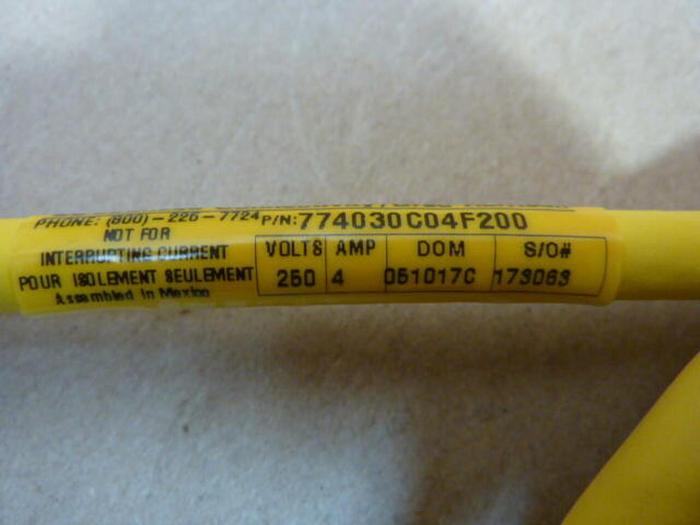 PHONE: (800)-225-7724 P/N: 774030C04F200
NOT FOR
INTERRUPTING CURRENT
POUR ISOLEMENT SEULEMENT
Assembled in Mexico
VOLTS AMP DOM S/O#
250 4 051017C 173063